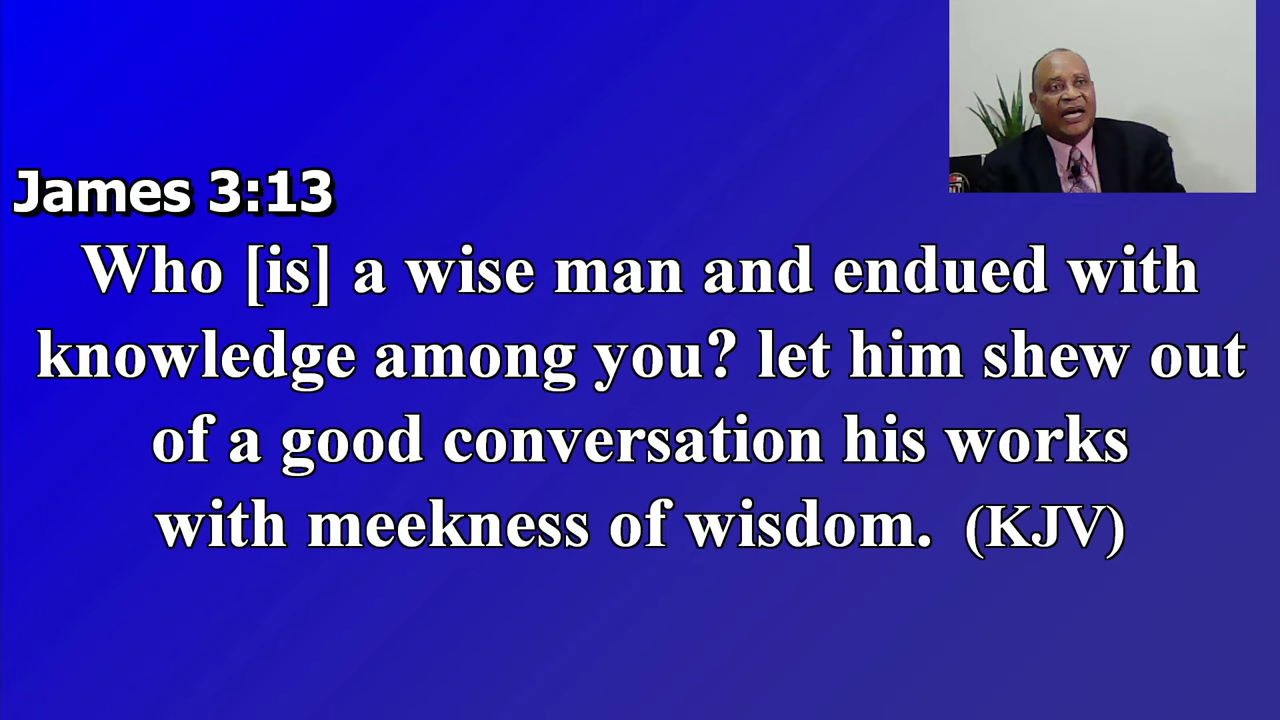 James 3:13
Who [is] a wise man and endued with
knowledge among you? let him shew out
of a good conversation his works
with meekness of wisdom. (KJV)